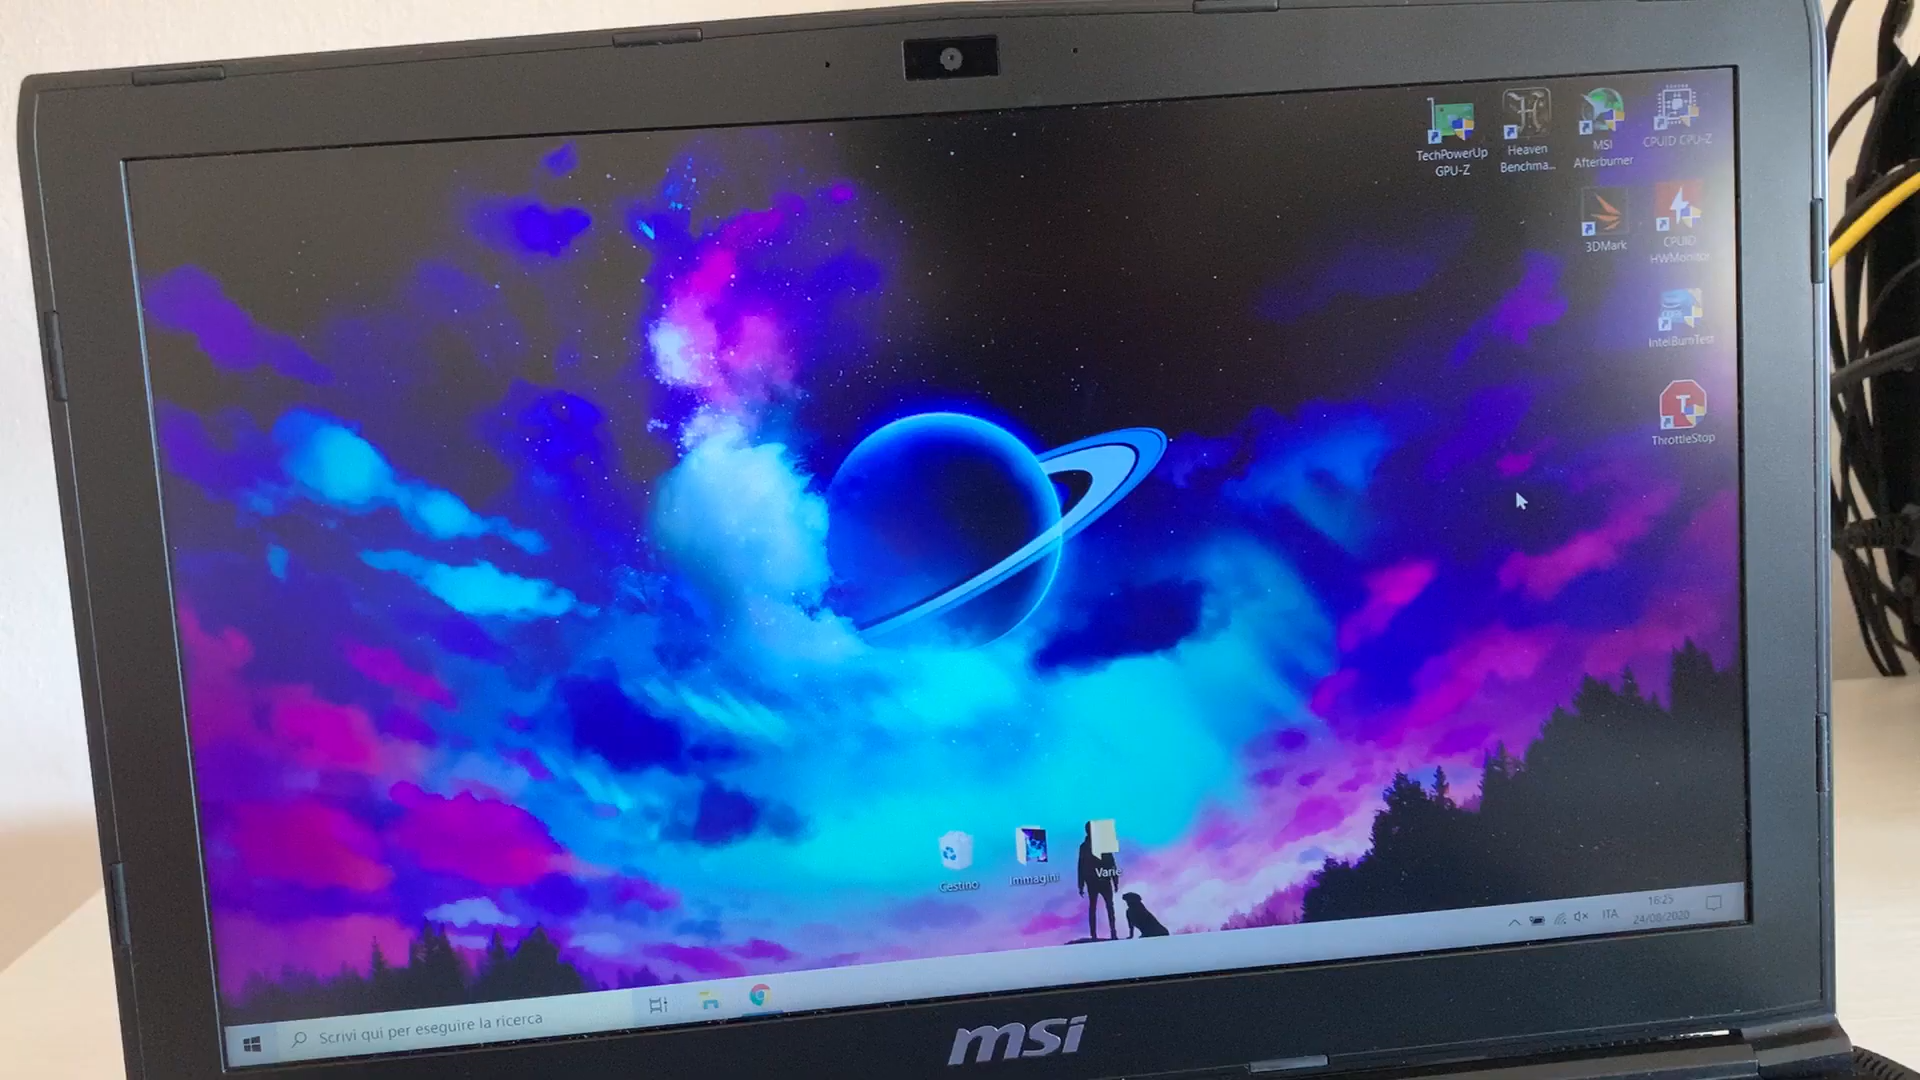 TechPowerUp
GPU-Z
Heaven
Benchma...
MSI
Afterburner
CPUID CPU-Z
3DMark
CPUID
HWMonitor
IntelBurnTest
T
ThrottleStop
Cestino
Immagini
Varie
Scrivi qui per eseguire la ricerca
ITA
16:25
24/08/2020
msi